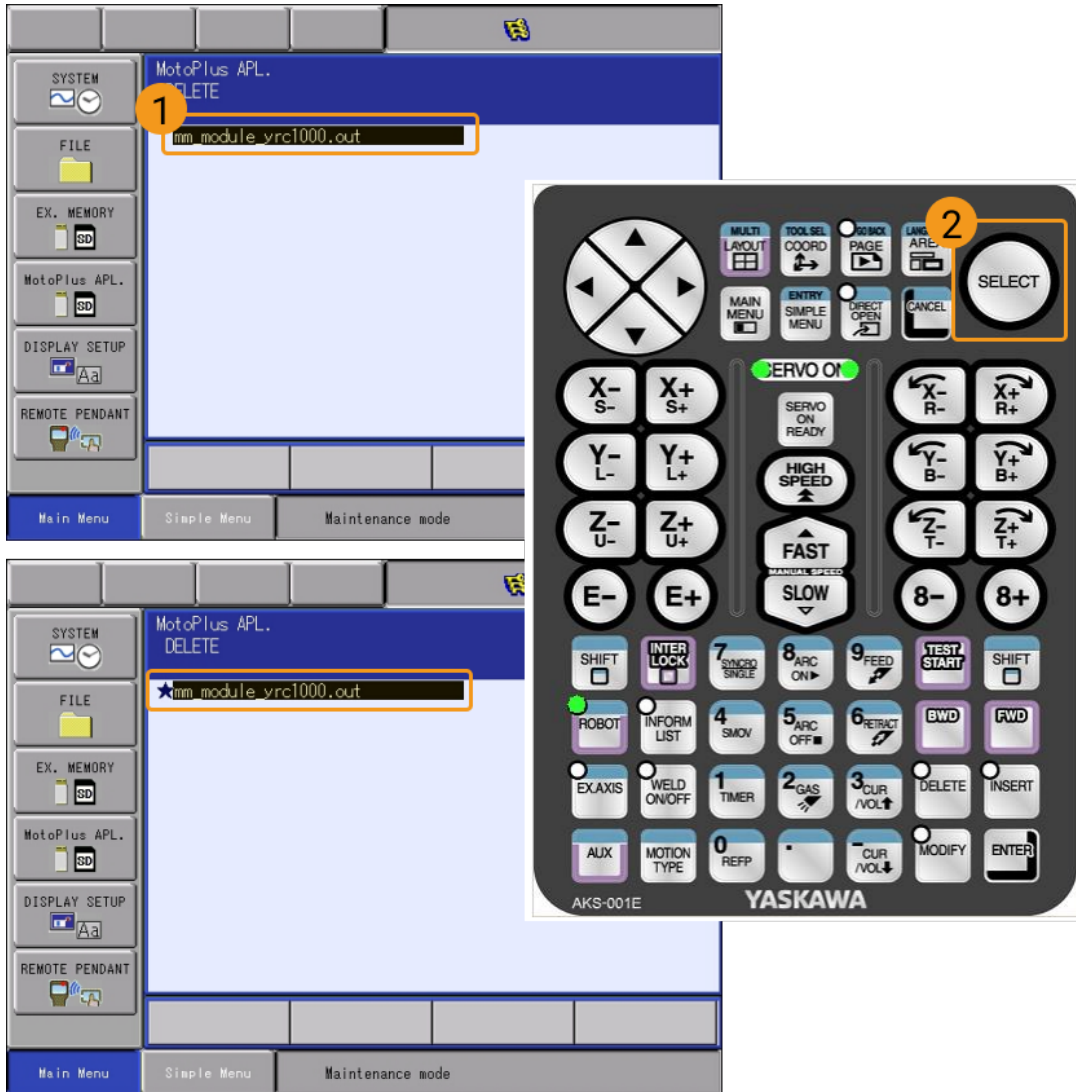 SYSTEM
FILE
EX. MEMORY
SD
MotoPlus APL.
SD
DISPLAY SETUP
Aa
REMOTE PENDANT
MotoPlus APL.
DELETE
1
mm_module_yrc1000.out
Main Menu
Simple Menu
Maintenance mode
SYSTEM
FILE
EX. MEMORY
SD
MotoPlus APL.
SD
DISPLAY SETUP
Aa
REMOTE PENDANT
MotoPlus APL.
DELETE
★mm_module_yrc1000.out
Main Menu
Simple Menu
Maintenance mode
MULTI
LAYOUT
TOOL SEL
COORD
GO BACK
PAGE
AREA
2
SELECT
MAIN
MENU
ENTRY
SIMPLE
MENU
DIRECT
OPEN
CANCEL
SERVO ON
X-
S-
X+
S+
SERVO
ON
READY
X-
R-
X+
R+
Y-
L-
Y+
L+
HIGH
SPEED
Y-
B-
Y+
B+
Z-
U-
Z+
U+
FAST
MANUAL SPEED
SLOW
Z-
T-
Z+
T+
E-
E+
8-
8+
SHIFT
INTER
LOCK
7
SYNCRO
SINGLE
8
ARC
ON
9
FEED
TEST
START
SHIFT
ROBOT
INFORM
LIST
4
SMOV
5
ARC
OFF
6
RETRACT
BWD
FWD
EX.AXIS
WELD
ON/OFF
1
TIMER
2
GAS
3
CUR
/VOL
DELETE
INSERT
AUX
MOTION
TYPE
0
REFP
.
-
CUR
/VOL
MODIFY
ENTER
AKS-001E
YASKAWA